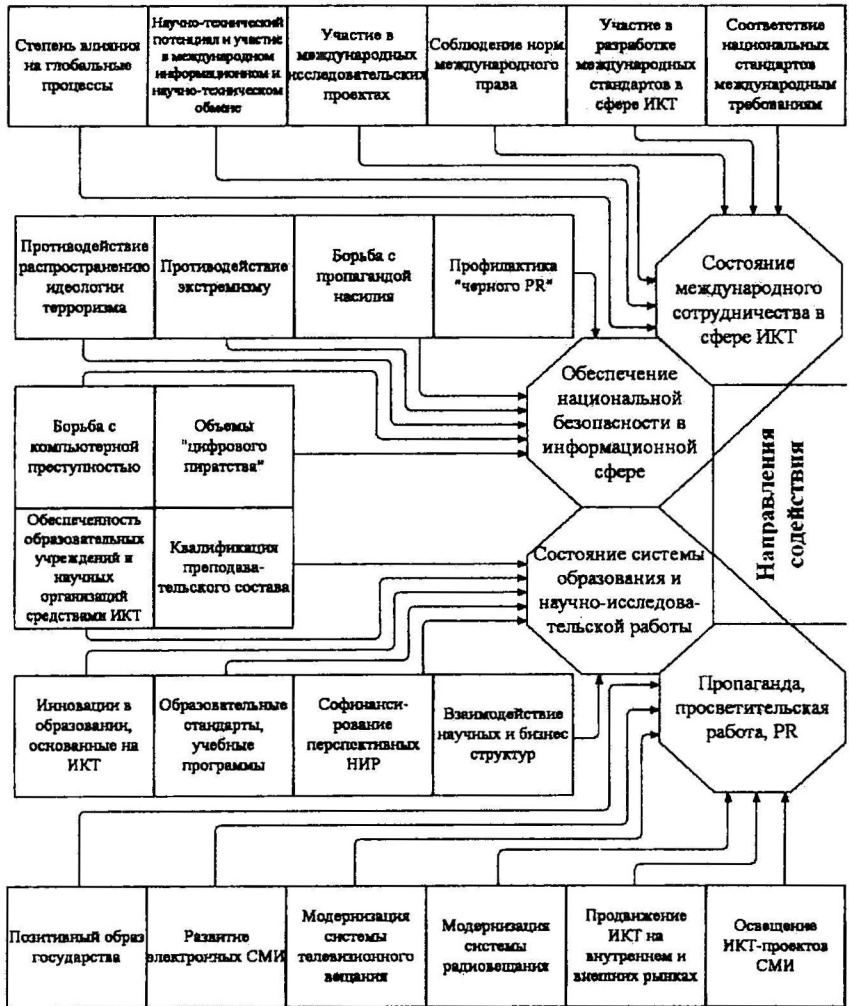 Степень влияния
на глобальные
процессы
Научно-технический
потенциал и участие
в международном
информационном и
научно-техническом
обмене
Участие в
международных
исследовательских
проектах
Соблюдение норм
международного
права
Участие в
разработке
международных
стандартов в
сфере ИКТ
Соответствие
национальных
стандартов
международным
требованиям
Противодействие
распространению
идеологии
терроризма
Противодействие
экстремизму
Борьба с
пропагандой
насилия
Профилактика
"черного PR"
Состояние
международного
сотрудничества в
сфере ИКТ
Обеспечение
национальной
безопасности в
информационной
сфере
Борьба с
компьютерной
преступностью
Объемы
"цифрового
пиратства"
Направления
содействия
Обеспеченность
образовательных
учреждений и
научных
организаций
средствами ИКТ
Квалификация
преподава-
тельского состава
Состояние системы
образования и
научно-исследова-
тельской работы
Инновации в
образовании,
основанные на
ИКТ
Образовательные
стандарты,
учебные
программы
Софинанси-
рование
перспективных
НИР
Взаимодействие
научных и бизнес
структур
Пропаганда,
просветительская
работа, PR
Позитивный образ
государства
Развитие
электронных СМИ
Модернизация
системы
телевизионного
вещания
Модернизация
системы
радиовещания
Продвижение
ИКТ на
внутреннем и
внешних рынках
Освещение
ИКТ-проектов
СМИ